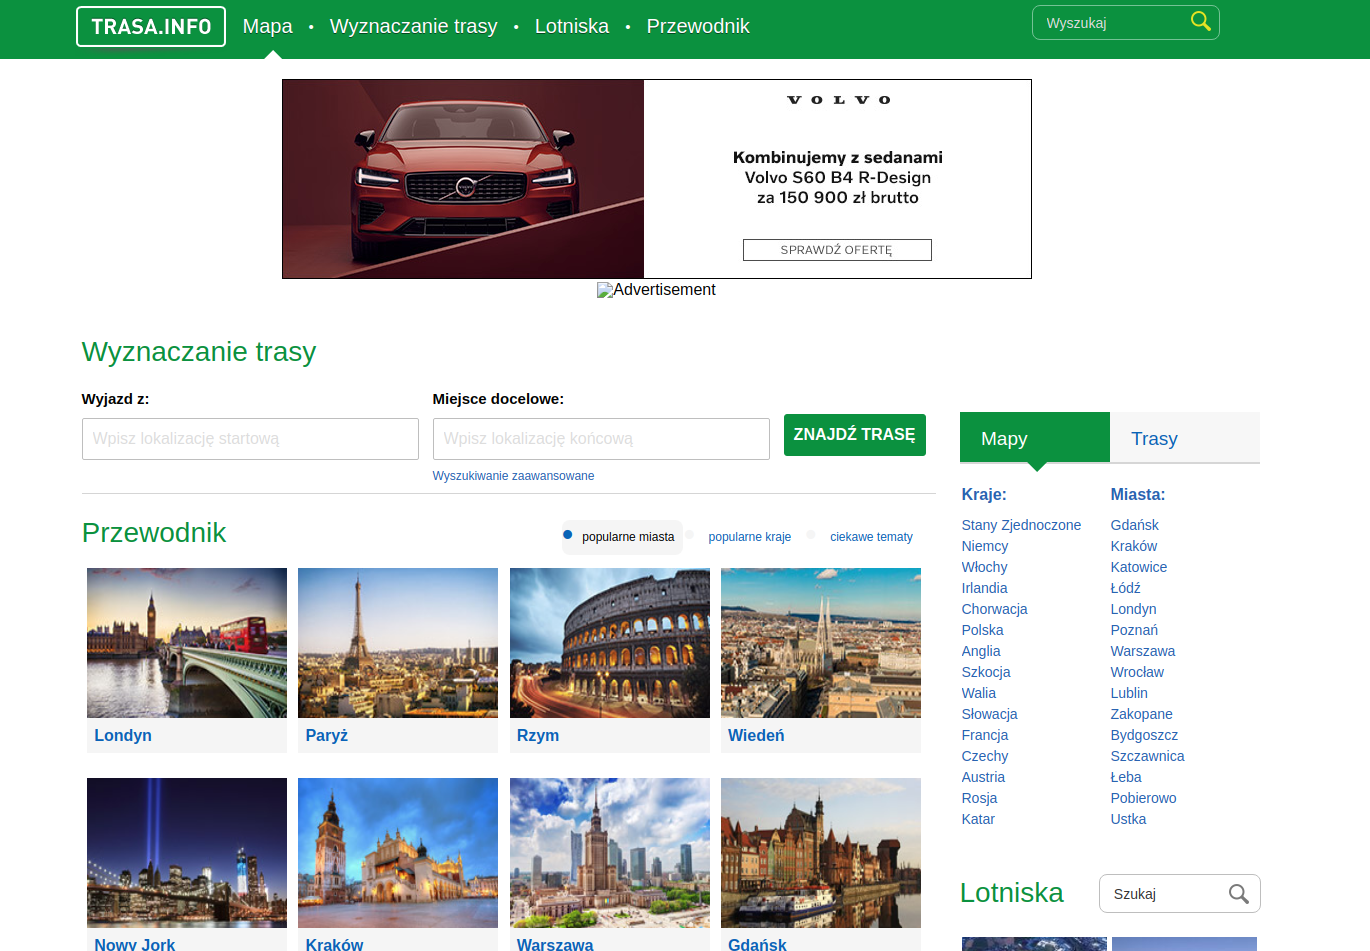 TRASA.INFO
Mapa • Wyznaczanie trasy • Lotniska • Przewodnik
Wyszukaj
VOLVO
Kombinujemy z sedanami
Volvo S60 B4 R-Design
za 150 900 zł brutto
SPRAWDŹ OFERTĘ
Advertisement
Wyznaczanie trasy
Wyjazd z:
Wpisz lokalizację startową
Miejsce docelowe:
Wpisz lokalizację końcową
ZNAJDŹ TRASĘ
Wyszukiwanie zaawansowane
Przewodnik
popularne miasta
popularne kraje
ciekawe tematy
Londyn
Paryż
Rzym
Wiedeń
Nowy Jork
Kraków
Warszawa
Gdańsk
Mapy
Trasy
Kraje:
Stany Zjednoczone
Niemcy
Włochy
Irlandia
Chorwacja
Polska
Anglia
Szkocja
Walia
Słowacja
Francja
Czechy
Austria
Rosja
Katar
Miasta:
Gdańsk
Kraków
Katowice
Łódź
Londyn
Poznań
Warszawa
Wrocław
Lublin
Zakopane
Bydgoszcz
Szczawnica
Łeba
Pobierowo
Ustka
Lotniska
Szukaj